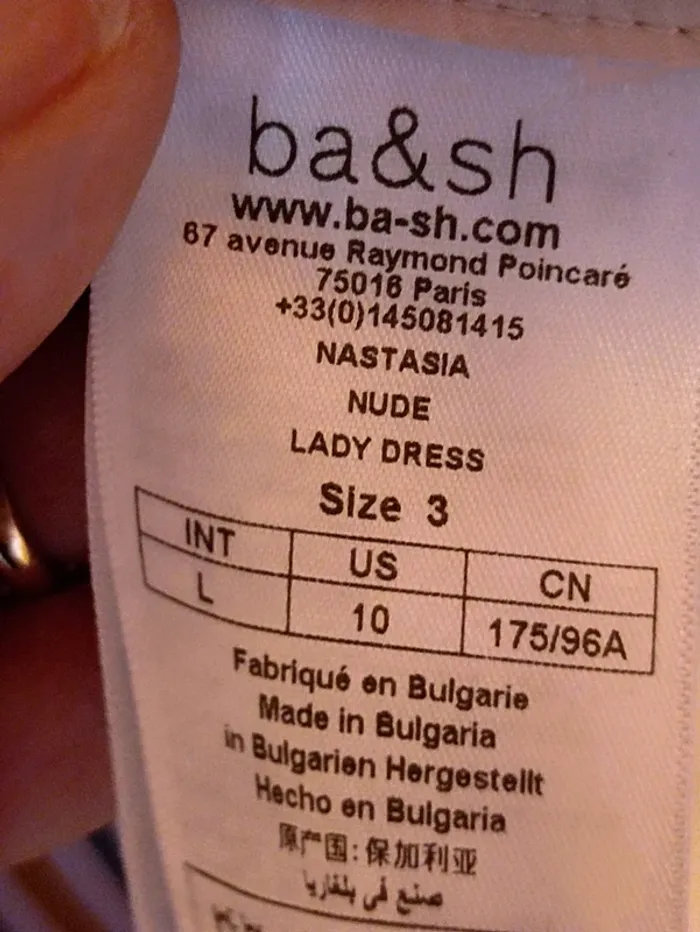 ba&sh
www.ba-sh.com
67 avenue Raymond Poincaré
75016 Paris
+33(0)145081415
NASTASIA
NUDE
LADY DRESS
Size 3
INT US CN
L 10 175/96A
Fabriqué en Bulgarie
Made in Bulgaria
in Bulgarien Hergestellt
Hecho en Bulgaria
原产国:保加利亚
صنع في بلغاريا